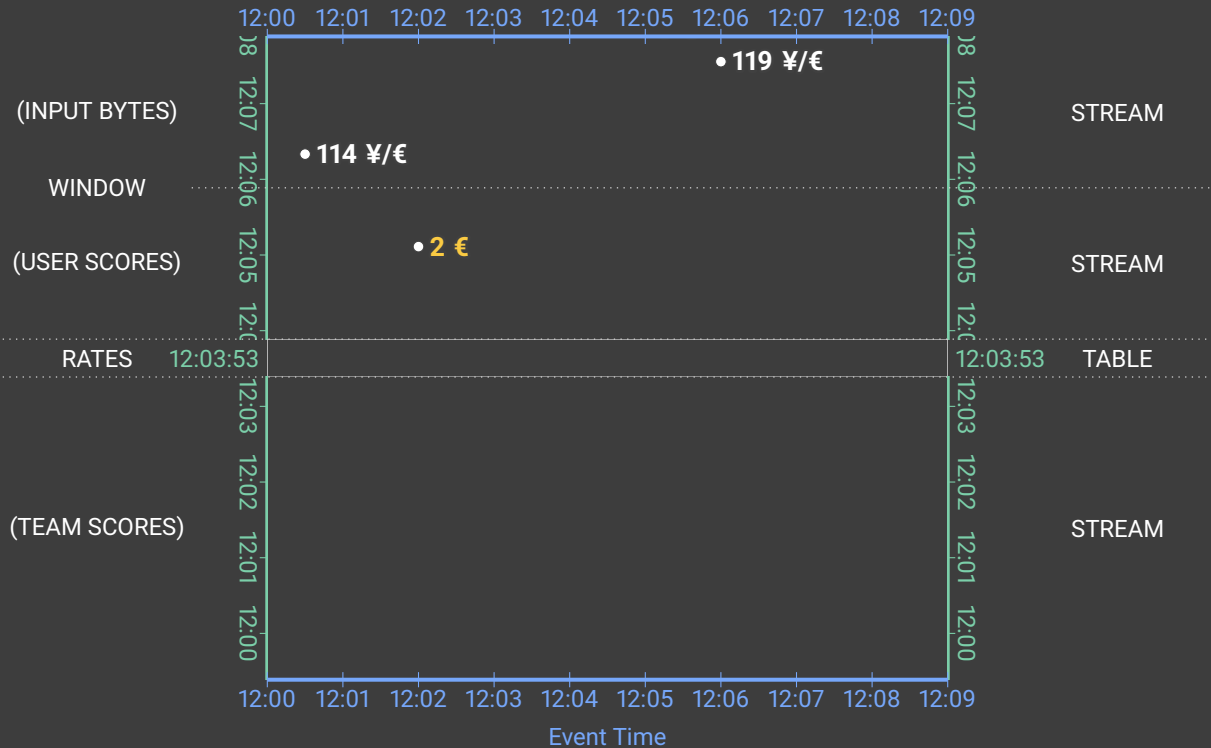 12:00 12:01 12:02 12:03 12:04 12:05 12:06 12:07 12:08 12:09
119 ¥/€
(INPUT BYTES) 12:07 12:07 STREAM
114 ¥/€
WINDOW 12:06 12:06
2 €
(USER SCORES) 12:05 12:05 STREAM
RATES 12:03:53 12:03:53 TABLE
12:03 12:03
12:02 12:02
(TEAM SCORES) STREAM
12:01 12:01
12:00 12:00
12:00 12:01 12:02 12:03 12:04 12:05 12:06 12:07 12:08 12:09
Event Time